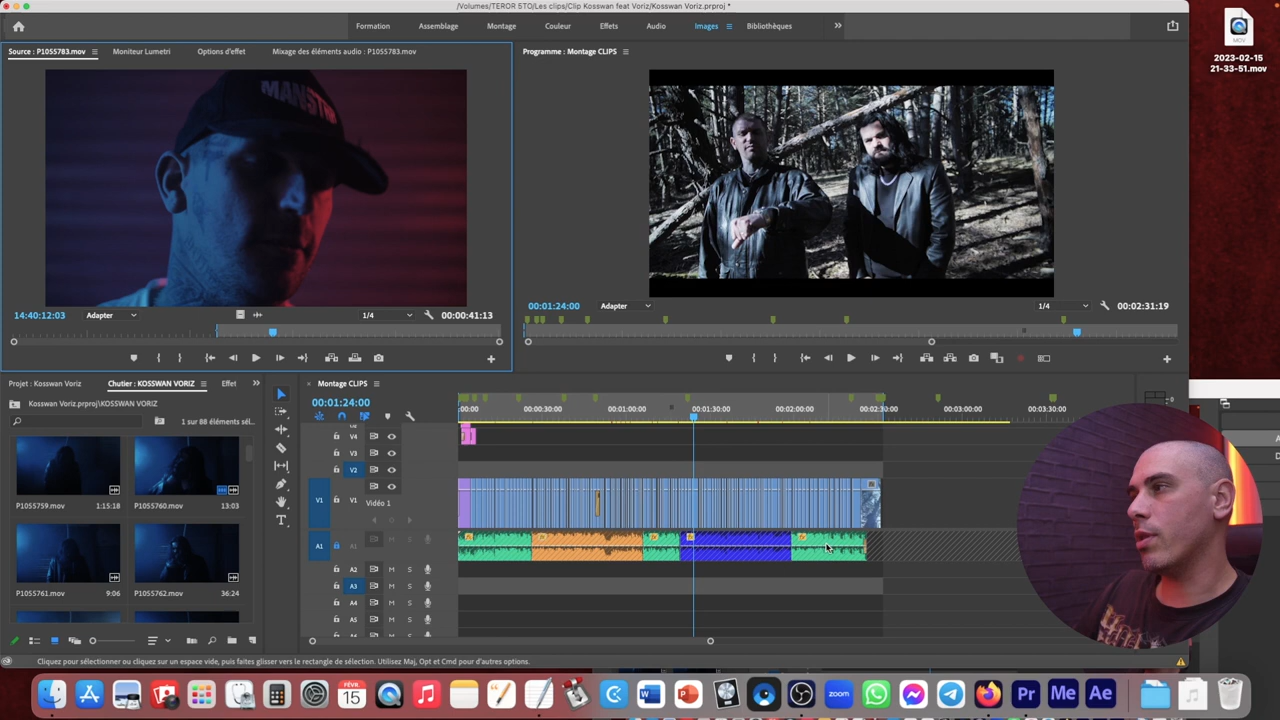 /Volumes/TEROR 5TO/Les clips/Clip Kosswan feat Voriz/Kosswan Voriz.prproj *
Formation Assemblage Montage Couleur Effets Audio Images Bibliothèques
MOV
2023-02-15
21-33-51.mov
Source : P1055783.mov Moniteur Lumetri Options d'effet Mixage des éléments audio : P1055783.mov
Programme : Montage CLIPS
14:40:12:03 Adapter 1/4 00:00:41:13
00:01:24:00 Adapter 1/4 00:02:31:19
Projet : Kosswan Voriz Chutier : KOSSWAN VORIZ Effet
Kosswan Voriz.prproj\KOSSWAN VORIZ
1 sur 88 éléments sél...
P1055759.mov 1:15:18
P1055760.mov 13:03
P1055761.mov 9:06
P1055762.mov 36:24
Montage CLIPS
00:01:24:00
:00:00 00:00:30:00 00:01:00:00 00:01:30:00 00:02:00:00 00:02:30:00 00:03:00:00 00:03:30:00
V4
V3
V2
V1 V1
Vidéo 1
A1 A1 M S
A2 M S
A3 M S
A4 M S
A5 M S
Cliquez pour sélectionner ou cliquez sur un espace vide, puis faites glisser vers le rectangle de sélection. Utilisez Maj, Opt et Cmd pour d'autres options.
FÉVR.
15
zoom
Pr Me Ae